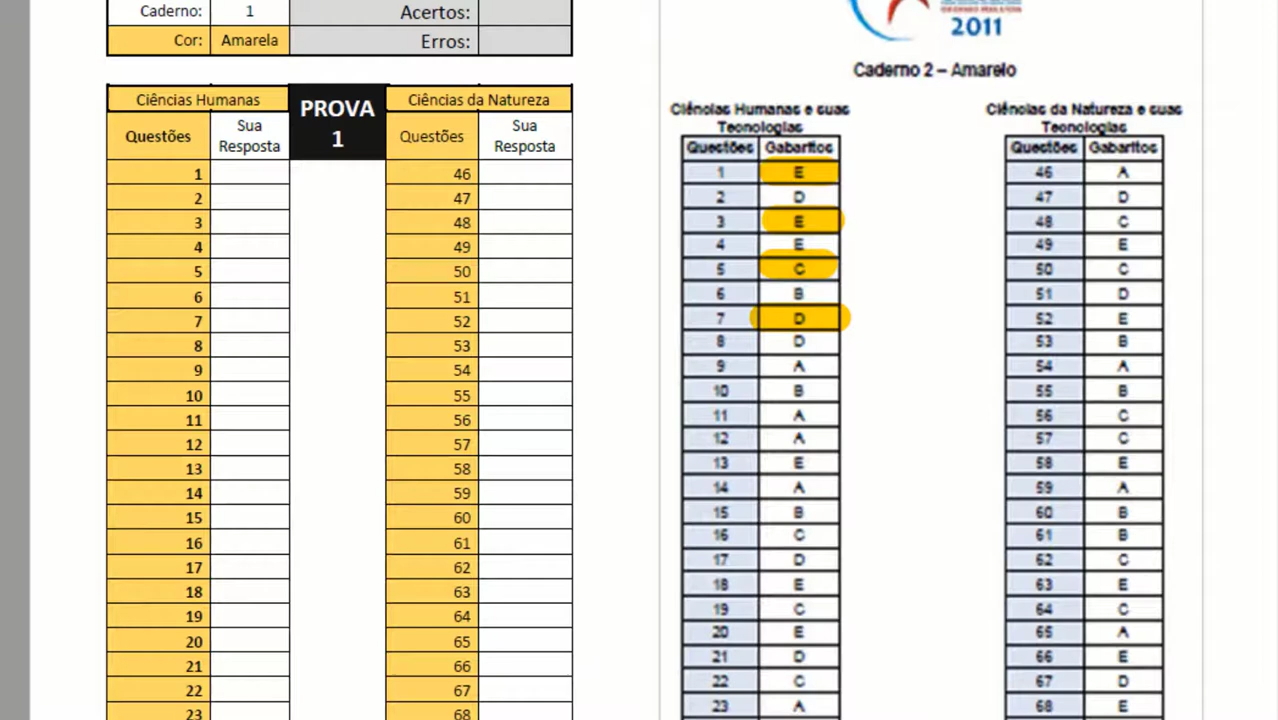 Caderno: 1 Acertos:
Cor: Amarela Erros:
Ciências Humanas PROVA 1 Ciências da Natureza
Questões Sua Resposta Questões Sua Resposta
1 46
2 47
3 48
4 49
5 50
6 51
7 52
8 53
9 54
10 55
11 56
12 57
13 58
14 59
15 60
16 61
17 62
18 63
19 64
20 65
21 66
22 67
23 68
2011
Caderno 2 – Amarelo
Ciências Humanas e suas Tecnologias
Questões Gabaritos
1 E
2 D
3 E
4 E
5 C
6 B
7 D
8 D
9 A
10 B
11 A
12 A
13 E
14 A
15 B
16 C
17 D
18 E
19 C
20 E
21 D
22 C
23 A
Ciências da Natureza e suas Tecnologias
Questões Gabaritos
46 A
47 D
48 C
49 E
50 C
51 D
52 E
53 B
54 A
55 B
56 C
57 C
58 E
59 A
60 B
61 B
62 C
63 E
64 C
65 A
66 E
67 D
68 E